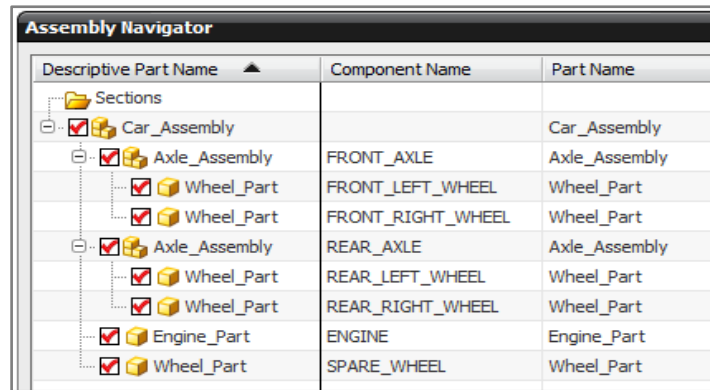 Assembly Navigator
Descriptive Part Name Component Name Part Name
Sections
Car_Assembly Car_Assembly
Axle_Assembly FRONT_AXLE Axle_Assembly
Wheel_Part FRONT_LEFT_WHEEL Wheel_Part
Wheel_Part FRONT_RIGHT_WHEEL Wheel_Part
Axle_Assembly REAR_AXLE Axle_Assembly
Wheel_Part REAR_LEFT_WHEEL Wheel_Part
Wheel_Part REAR_RIGHT_WHEEL Wheel_Part
Engine_Part ENGINE Engine_Part
Wheel_Part SPARE_WHEEL Wheel_Part